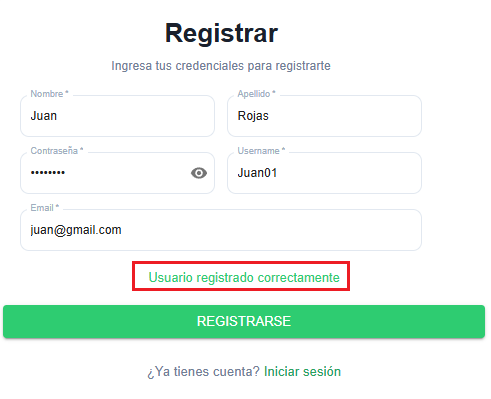 Registrar
Ingresa tus credenciales para registrarte
Nombre *
Apellido *
Juan
Rojas
Contraseña *
Username *
••••••••
Juan01
Email *
juan@gmail.com
Usuario registrado correctamente
REGISTRARSE
¿Ya tienes cuenta? Iniciar sesión